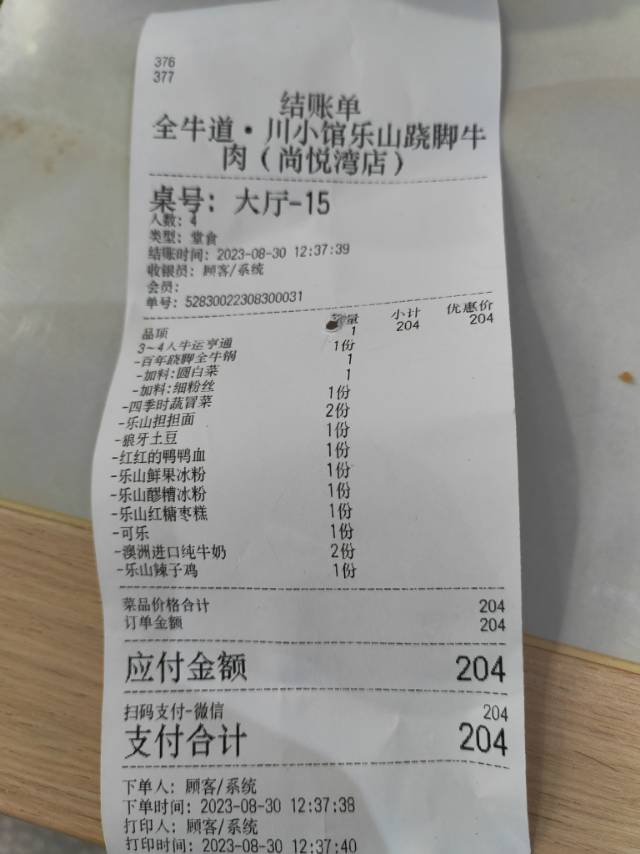 376
377
结账单
全牛道·川小馆乐山跷脚牛
肉（尚悦湾店）
桌号：大厅-15
人数：4
类型：堂食
结账时间：2023-08-30 12:37:39
收银员：顾客/系统
会员：
单号：52830022308300031
品项 数量 小计 优惠价
3~4人牛运亨通 1 204 204
-百年跷脚全牛锅 1份
-加料:圆白菜 1
-加料:细粉丝 1
-四季时蔬冒菜 1份
-乐山担担面 2份
-狼牙土豆 1份
-红红的鸭鸭血 1份
-乐山鲜果冰粉 1份
-乐山醪糟冰粉 1份
-乐山红糖枣糕 1份
-可乐 1份
-澳洲进口纯牛奶 2份
-乐山辣子鸡 1份
菜品价格合计 204
订单金额 204
应付金额 204
扫码支付-微信 204
支付合计 204
下单人：顾客/系统
下单时间：2023-08-30 12:37:38
打印人：顾客/系统
打印时间：2023-08-30 12:37:40